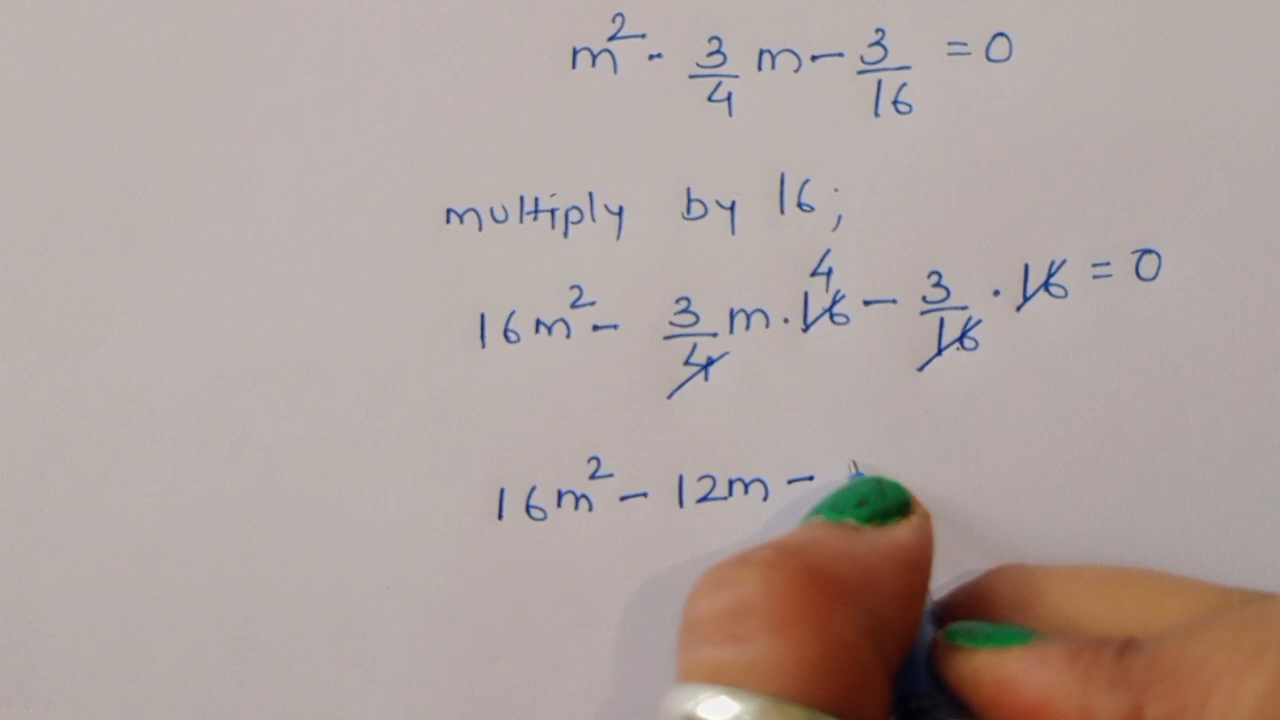 m² - 3/4 m - 3/16 = 0
multiply by 16;
16m² - 3/4 m · 16 4 - 3/16 · 16 = 0
16m² - 12m -